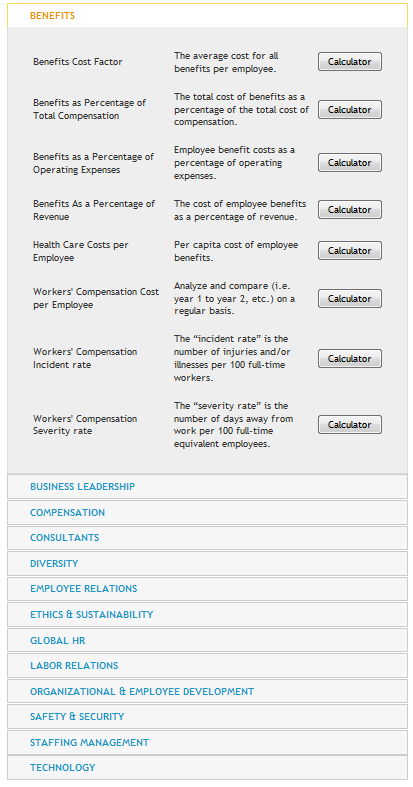 BENEFITS
Benefits Cost Factor
The average cost for all
benefits per employee.
Calculator
Benefits as Percentage of
Total Compensation
The total cost of benefits as a
percentage of the total cost of
compensation.
Calculator
Benefits as a Percentage of
Operating Expenses
Employee benefit costs as a
percentage of operating
expenses.
Calculator
Benefits As a Percentage of
Revenue
The cost of employee benefits
as a percentage of revenue.
Calculator
Health Care Costs per
Employee
Per capita cost of employee
benefits.
Calculator
Workers' Compensation Cost
per Employee
Analyze and compare (i.e.
year 1 to year 2, etc.) on a
regular basis.
Calculator
Workers' Compensation
Incident rate
The “incident rate” is the
number of injuries and/or
illnesses per 100 full-time
workers.
Calculator
Workers' Compensation
Severity rate
The “severity rate” is the
number of days away from
work per 100 full-time
equivalent employees.
Calculator
BUSINESS LEADERSHIP
COMPENSATION
CONSULTANTS
DIVERSITY
EMPLOYEE RELATIONS
ETHICS & SUSTAINABILITY
GLOBAL HR
LABOR RELATIONS
ORGANIZATIONAL & EMPLOYEE DEVELOPMENT
SAFETY & SECURITY
STAFFING MANAGEMENT
TECHNOLOGY